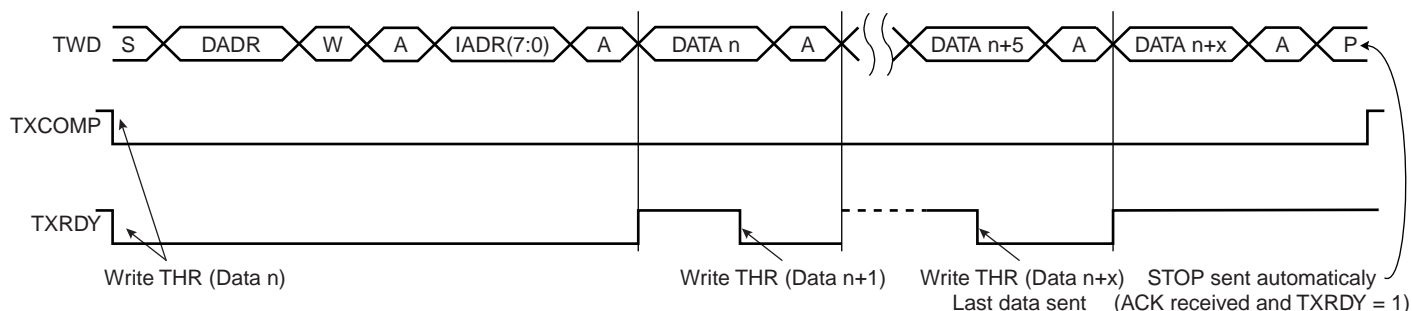 TWD S DADR W A IADR(7:0) A DATA n A DATA n+5 A DATA n+x A P
TXCOMP
TXRDY
Write THR (Data n) Write THR (Data n+1) Write THR (Data n+x) STOP sent automaticaly
Last data sent (ACK received and TXRDY = 1)